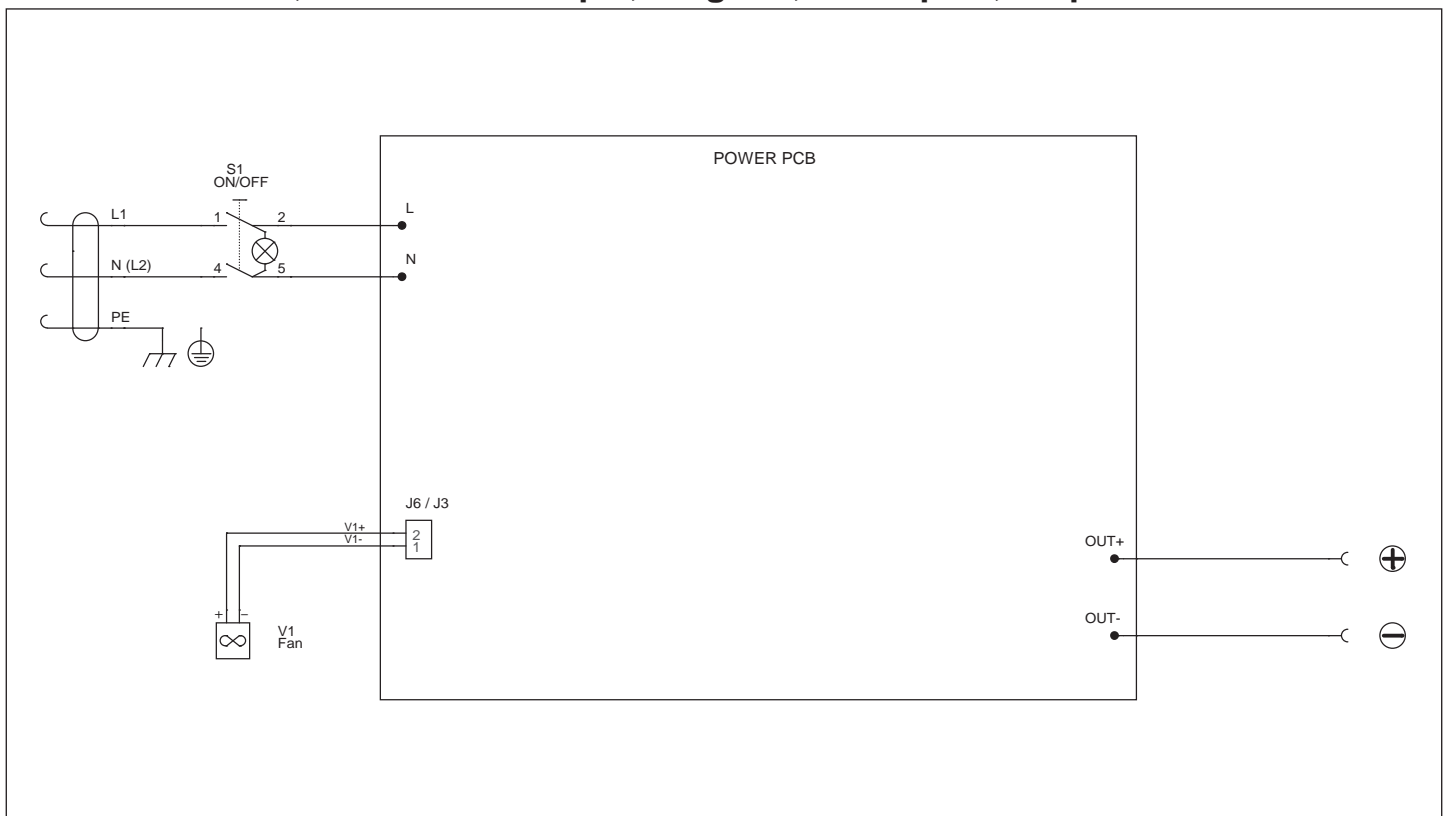 POWER PCB
S1
ON/OFF
L1
1
2
L
N (L2)
4
5
N
PE
J6 / J3
V1+
V1-
2
1
+
−
V1
Fan
OUT+
OUT-